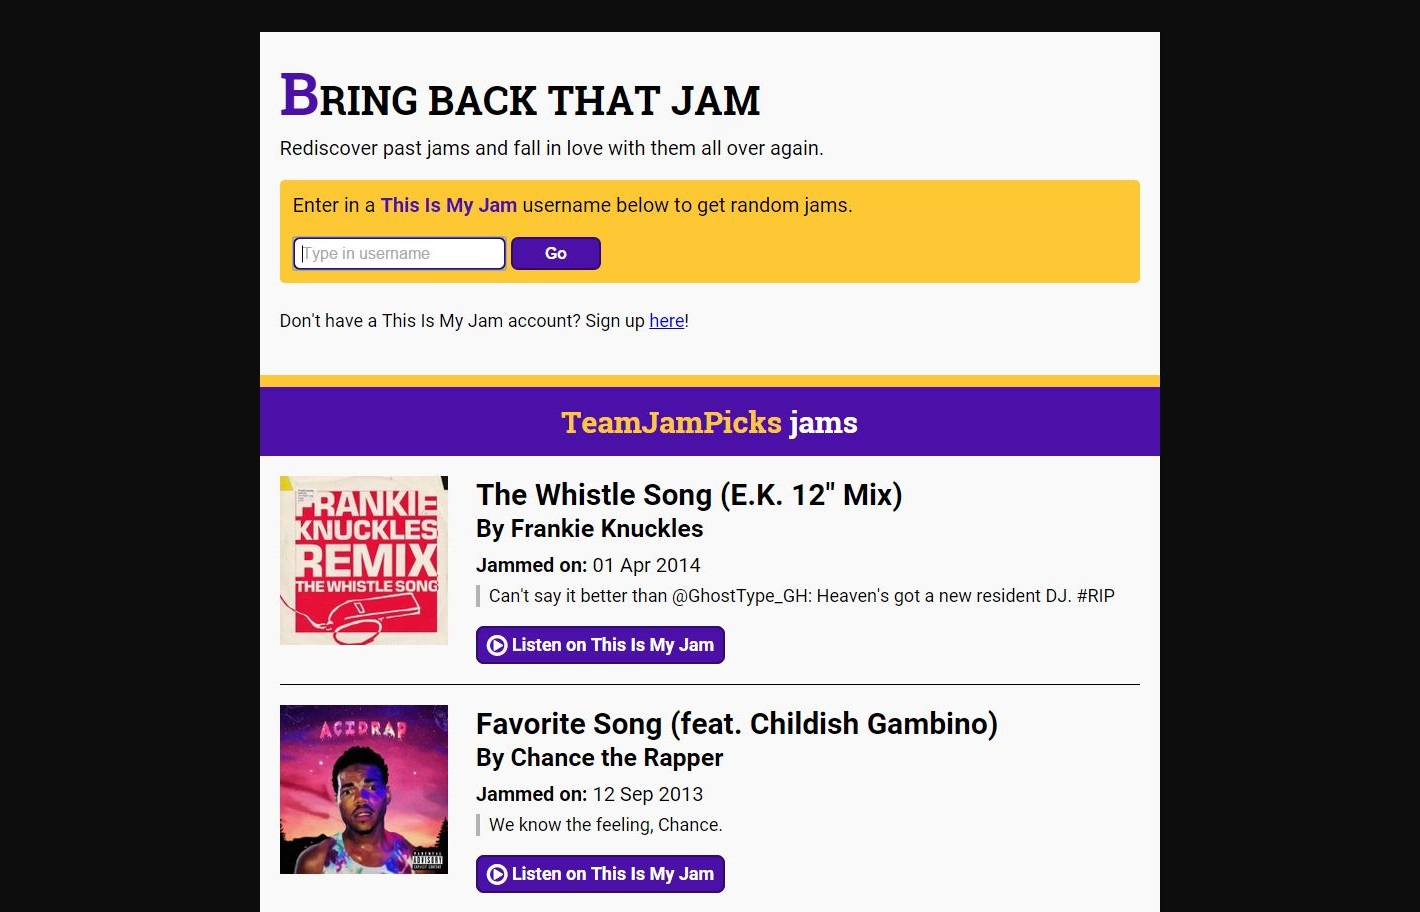 BRING BACK THAT JAM
Rediscover past jams and fall in love with them all over again.
Enter in a This Is My Jam username below to get random jams.
Type in username
Go
Don't have a This Is My Jam account? Sign up here!
TeamJamPicks jams
FRANKIE
KNUCKLES
REMIX
THE WHISTLE SONG
The Whistle Song (E.K. 12" Mix)
By Frankie Knuckles
Jammed on: 01 Apr 2014
Can't say it better than @GhostType_GH: Heaven's got a new resident DJ. #RIP
Listen on This Is My Jam
ACIDRAP
PARENTAL
ADVISORY
EXPLICIT CONTENT
Favorite Song (feat. Childish Gambino)
By Chance the Rapper
Jammed on: 12 Sep 2013
We know the feeling, Chance.
Listen on This Is My Jam